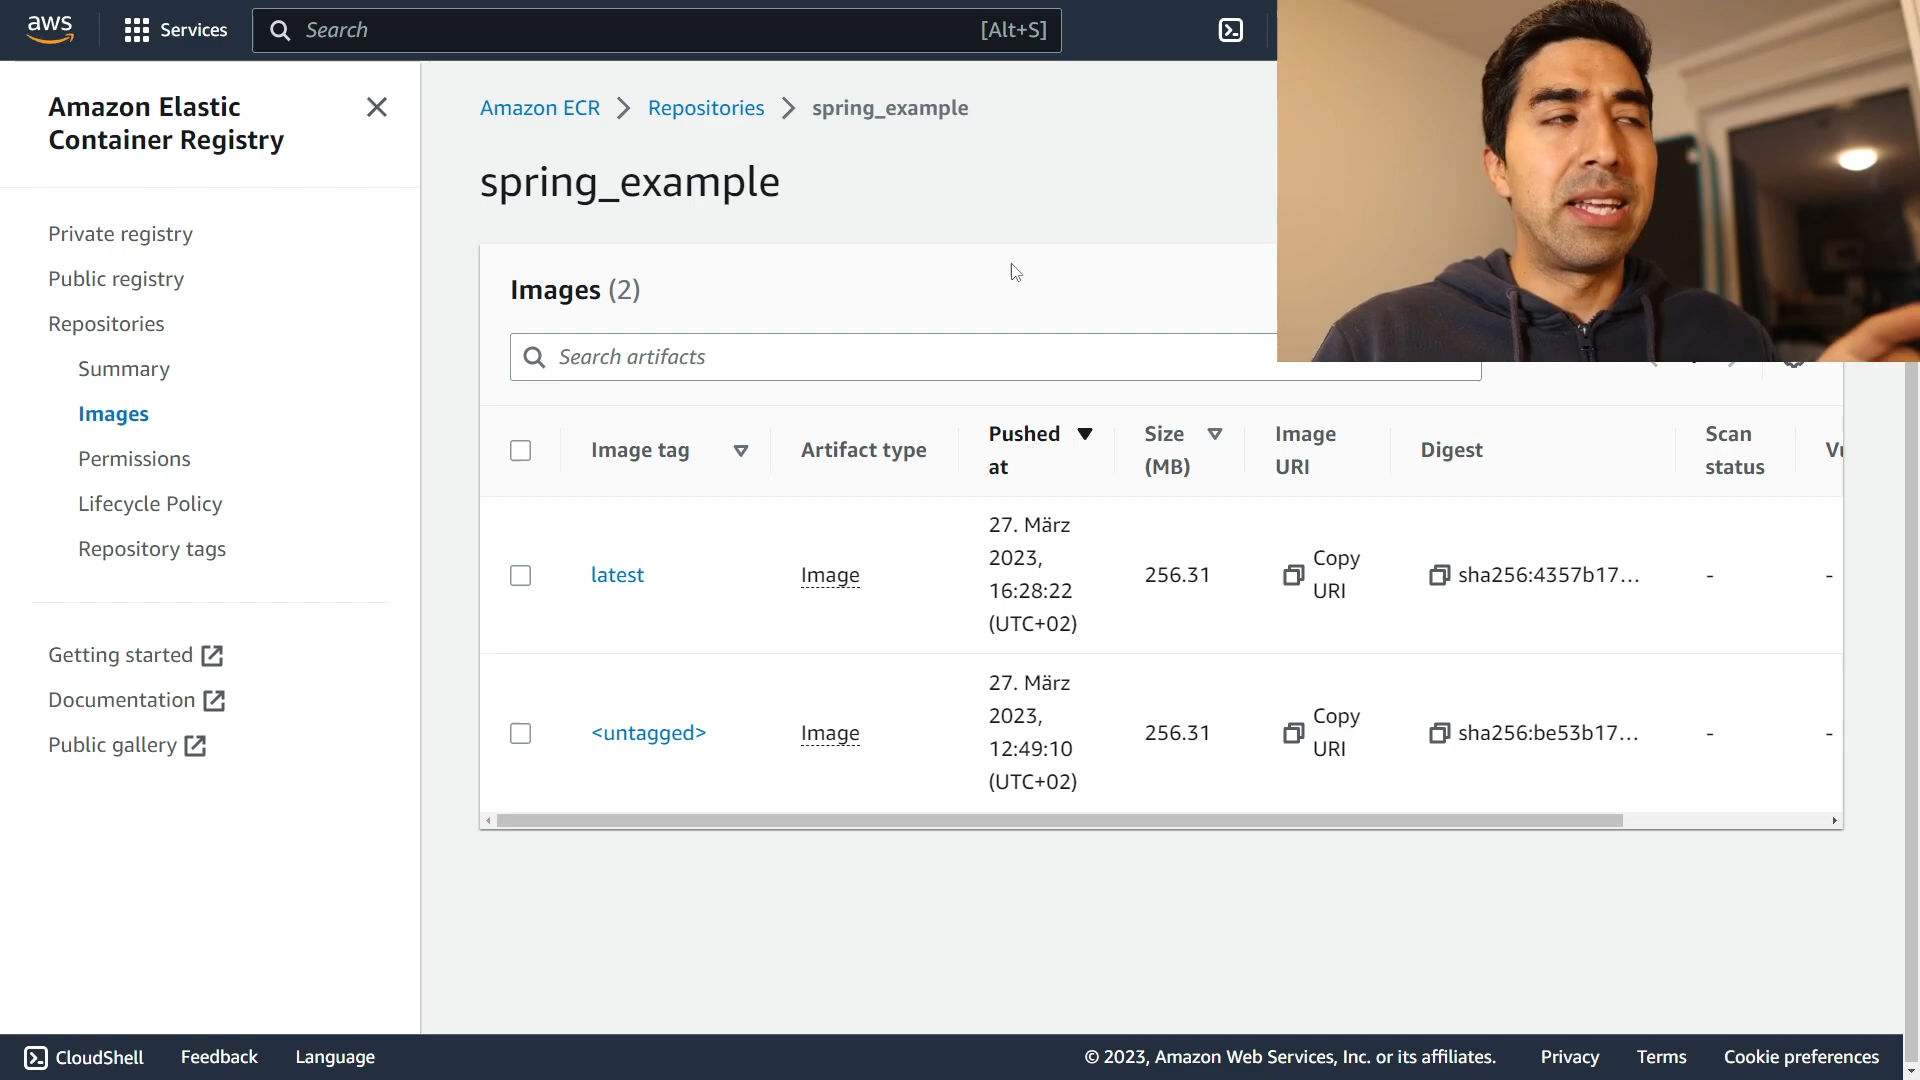 aws
Services
Search
[Alt+S]
Amazon Elastic
Container Registry
Private registry
Public registry
Repositories
Summary
Images
Permissions
Lifecycle Policy
Repository tags
Getting started
Documentation
Public gallery
Amazon ECR > Repositories > spring_example
spring_example
Images (2)
Search artifacts
Image tag
Artifact type
Pushed
at
Size
(MB)
Image
URI
Digest
Scan
status
latest
Image
27. März
2023,
16:28:22
(UTC+02)
256.31
Copy
URI
sha256:4357b17...
-
-
<untagged>
Image
27. März
2023,
12:49:10
(UTC+02)
256.31
Copy
URI
sha256:be53b17...
-
-
CloudShell
Feedback
Language
© 2023, Amazon Web Services, Inc. or its affiliates.
Privacy
Terms
Cookie preferences